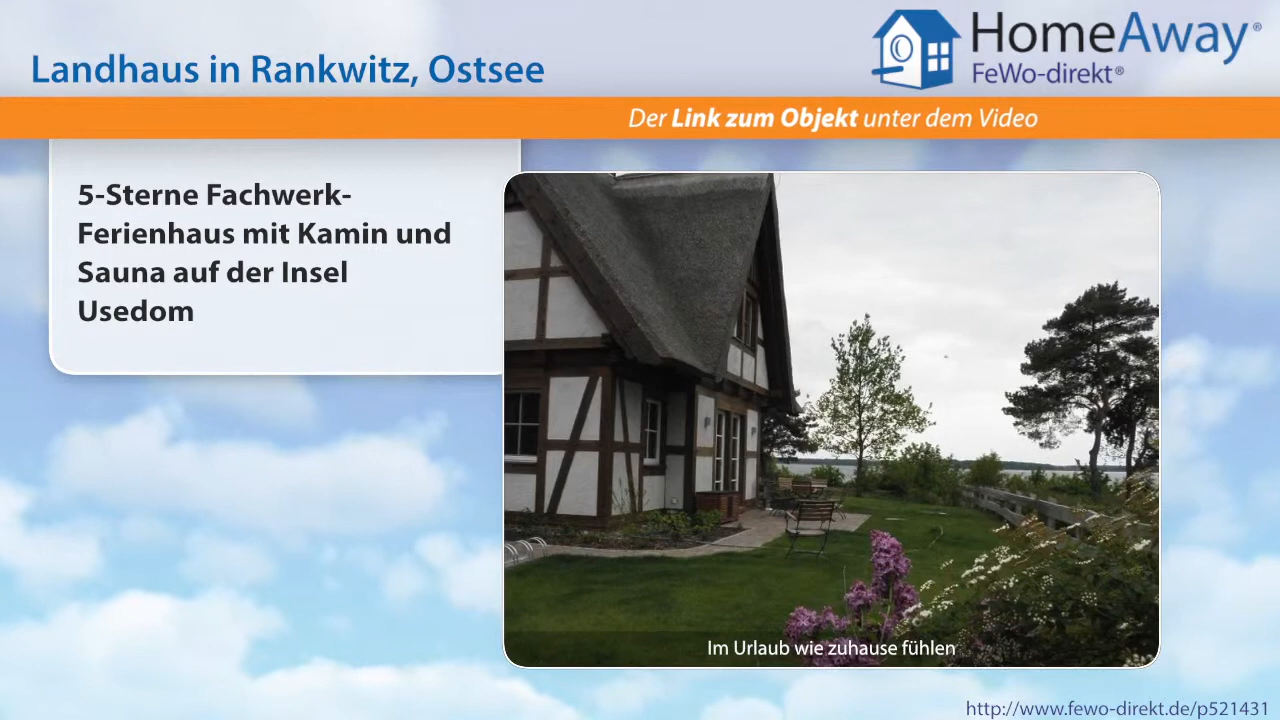 Landhaus in Rankwitz, Ostsee
HomeAway®
FeWo-direkt®
Der Link zum Objekt unter dem Video
5-Sterne Fachwerk-
Ferienhaus mit Kamin und
Sauna auf der Insel
Usedom
Im Urlaub wie zuhause fühlen
http://www.fewo-direkt.de/p521431